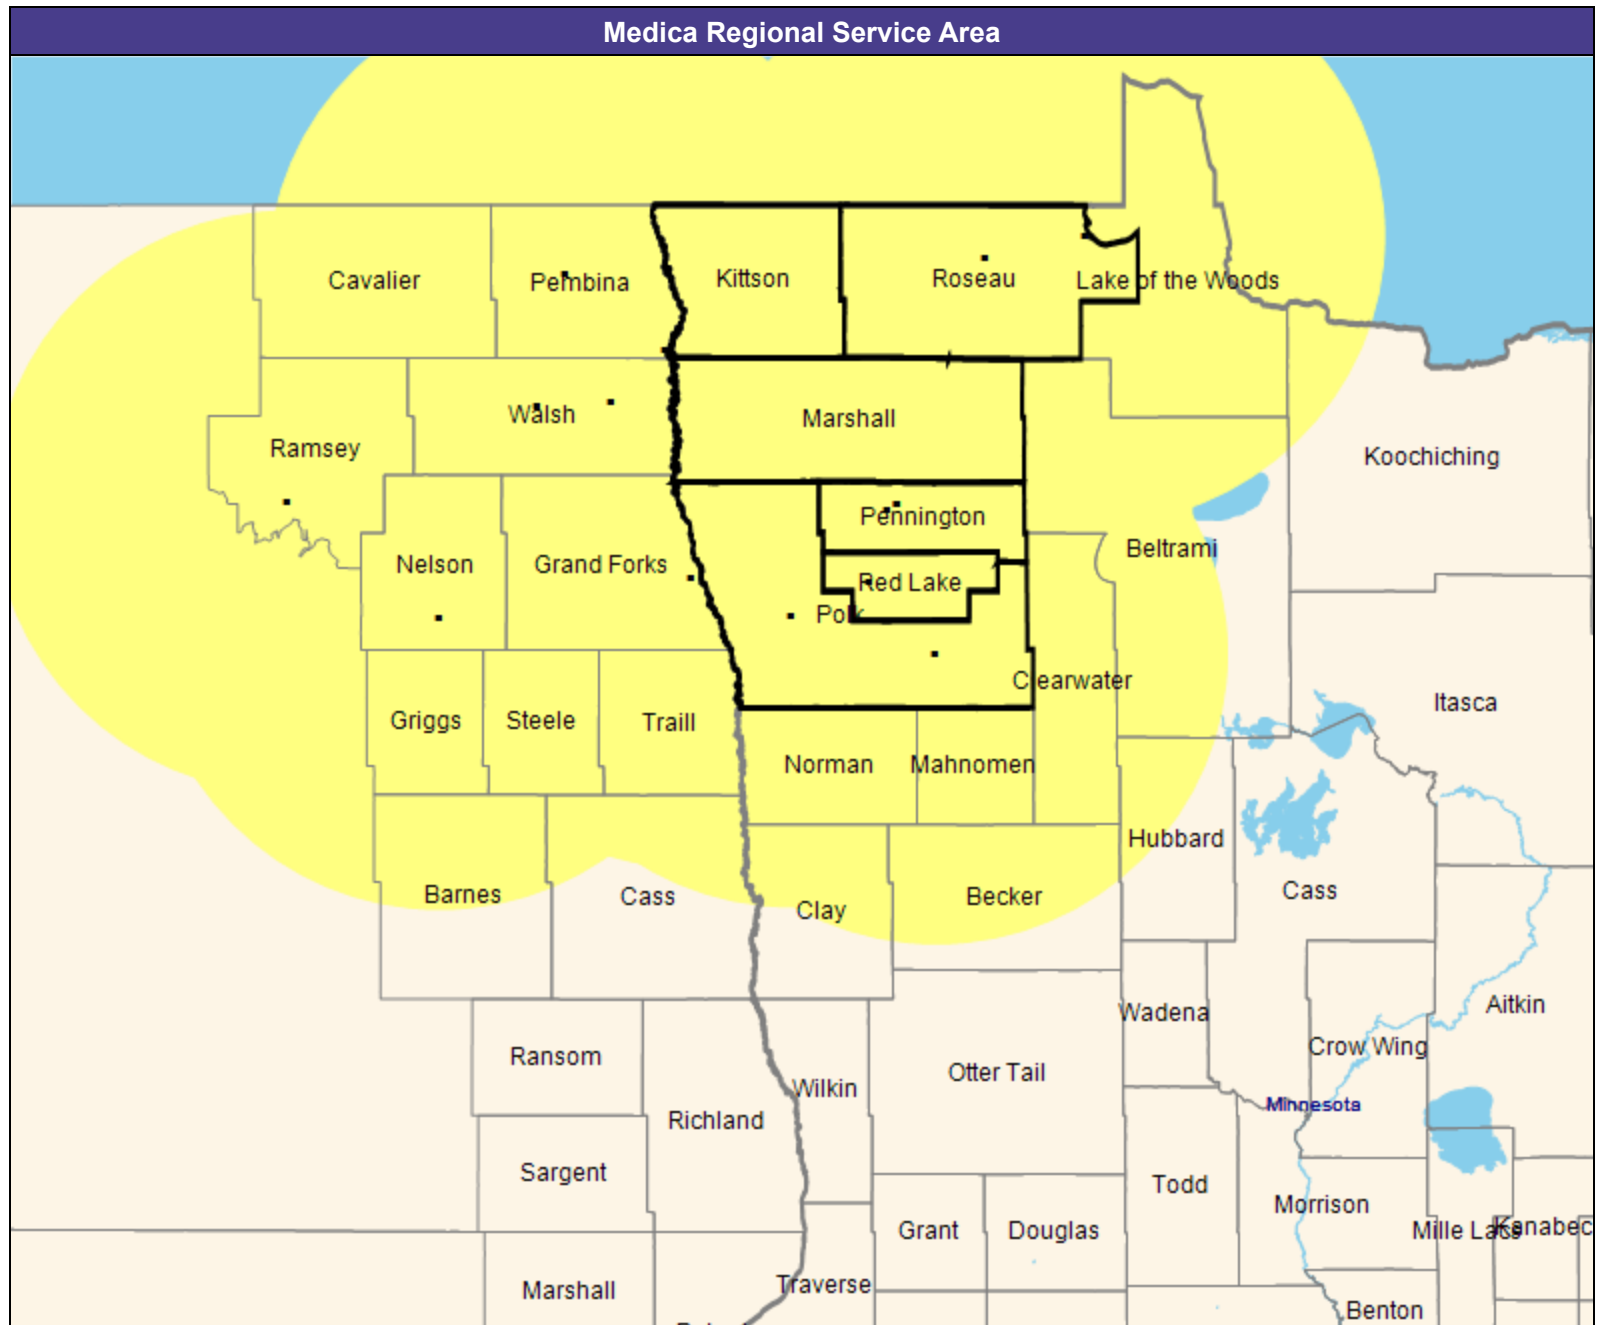 Medica Regional Service Area
Cavalier
Pembina
Kittson
Roseau
Lake of the Woods
Walsh
Marshall
Ramsey
Koochiching
Pennington
Beltrami
Nelson
Grand Forks
Red Lake
Polk
Clearwater
Itasca
Griggs
Steele
Traill
Norman
Mahnomen
Hubbard
Barnes
Cass
Clay
Becker
Cass
Aitkin
Wadena
Crow Wing
Ransom
Otter Tail
Wilkin
Minnesota
Richland
Sargent
Todd
Morrison
Grant
Douglas
Mille Lacs
Kanabec
Marshall
Traverse
Benton